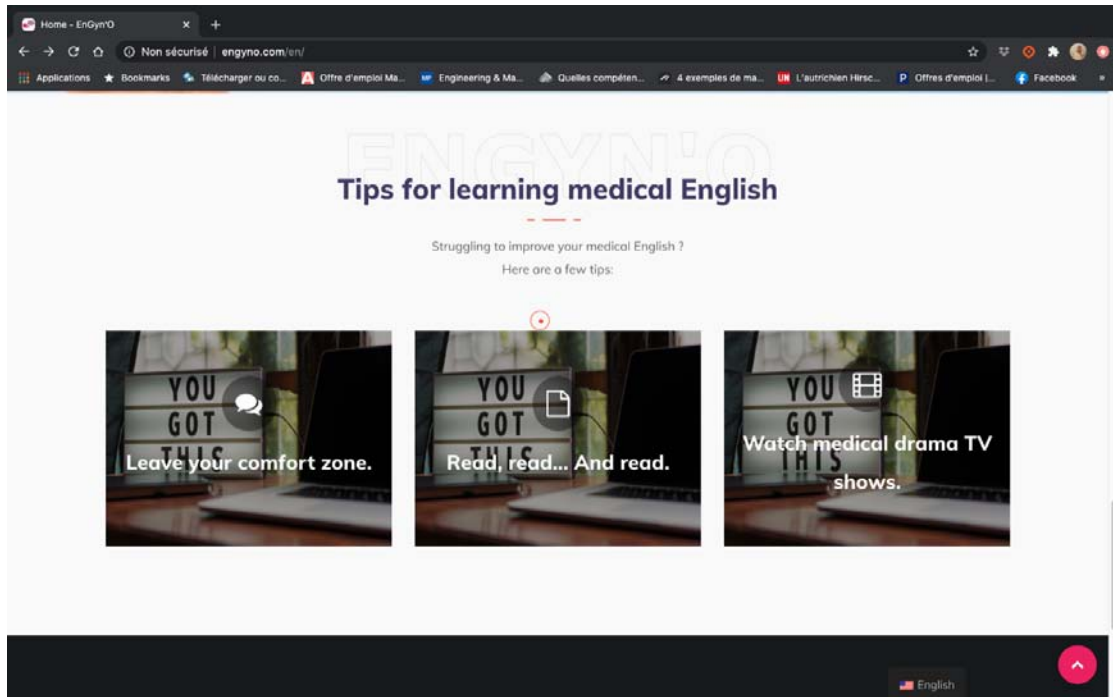 Home - EnGyn'O
Non sécurisé | engyno.com/en/
Applications
Bookmarks
Télécharger ou co...
Offre d'emploi Ma...
Engineering & Ma...
Quelles compéten...
4 exemples de ma...
L'autrichien Hirsc...
Offres d'emploi |...
Facebook
ENGYN'O
Tips for learning medical English
Struggling to improve your medical English ?
Here are a few tips:
YOU
GOT
THIS
Leave your comfort zone.
YOU
GOT
THIS
Read, read... And read.
YOU
GOT
THIS
Watch medical drama TV
shows.
English